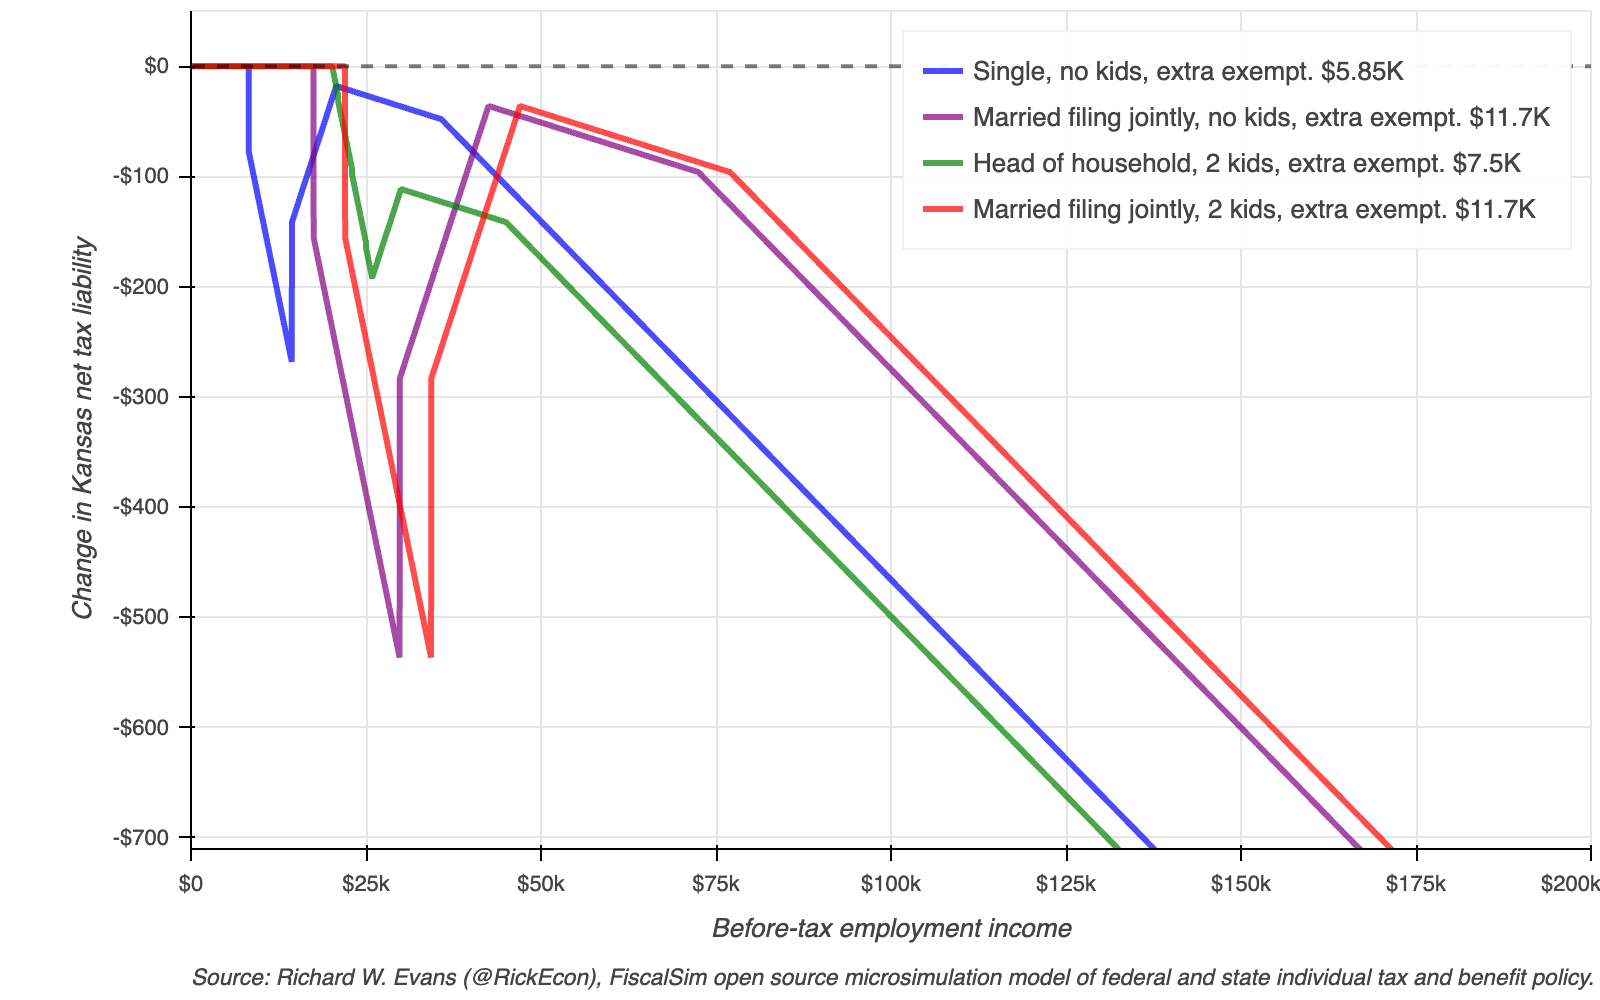 Single, no kids, extra exempt. $5.85K
Married filing jointly, no kids, extra exempt. $11.7K
Head of household, 2 kids, extra exempt. $7.5K
Married filing jointly, 2 kids, extra exempt. $11.7K
Change in Kansas net tax liability
$0
-$100
-$200
-$300
-$400
-$500
-$600
-$700
$0 $25k $50k $75k $100k $125k $150k $175k $200k
Before-tax employment income
Source: Richard W. Evans (@RickEcon), FiscalSim open source microsimulation model of federal and state individual tax and benefit policy.